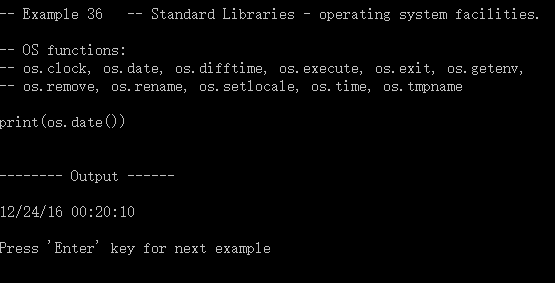 -- Example 36   -- Standard Libraries - operating system facilities.
-- OS functions:
-- os.clock, os.date, os.difftime, os.execute, os.exit, os.getenv,
-- os.remove, os.rename, os.setlocale, os.time, os.tmpname
print(os.date())
-------- Output ------
12/24/16 00:20:10
Press 'Enter' key for next example